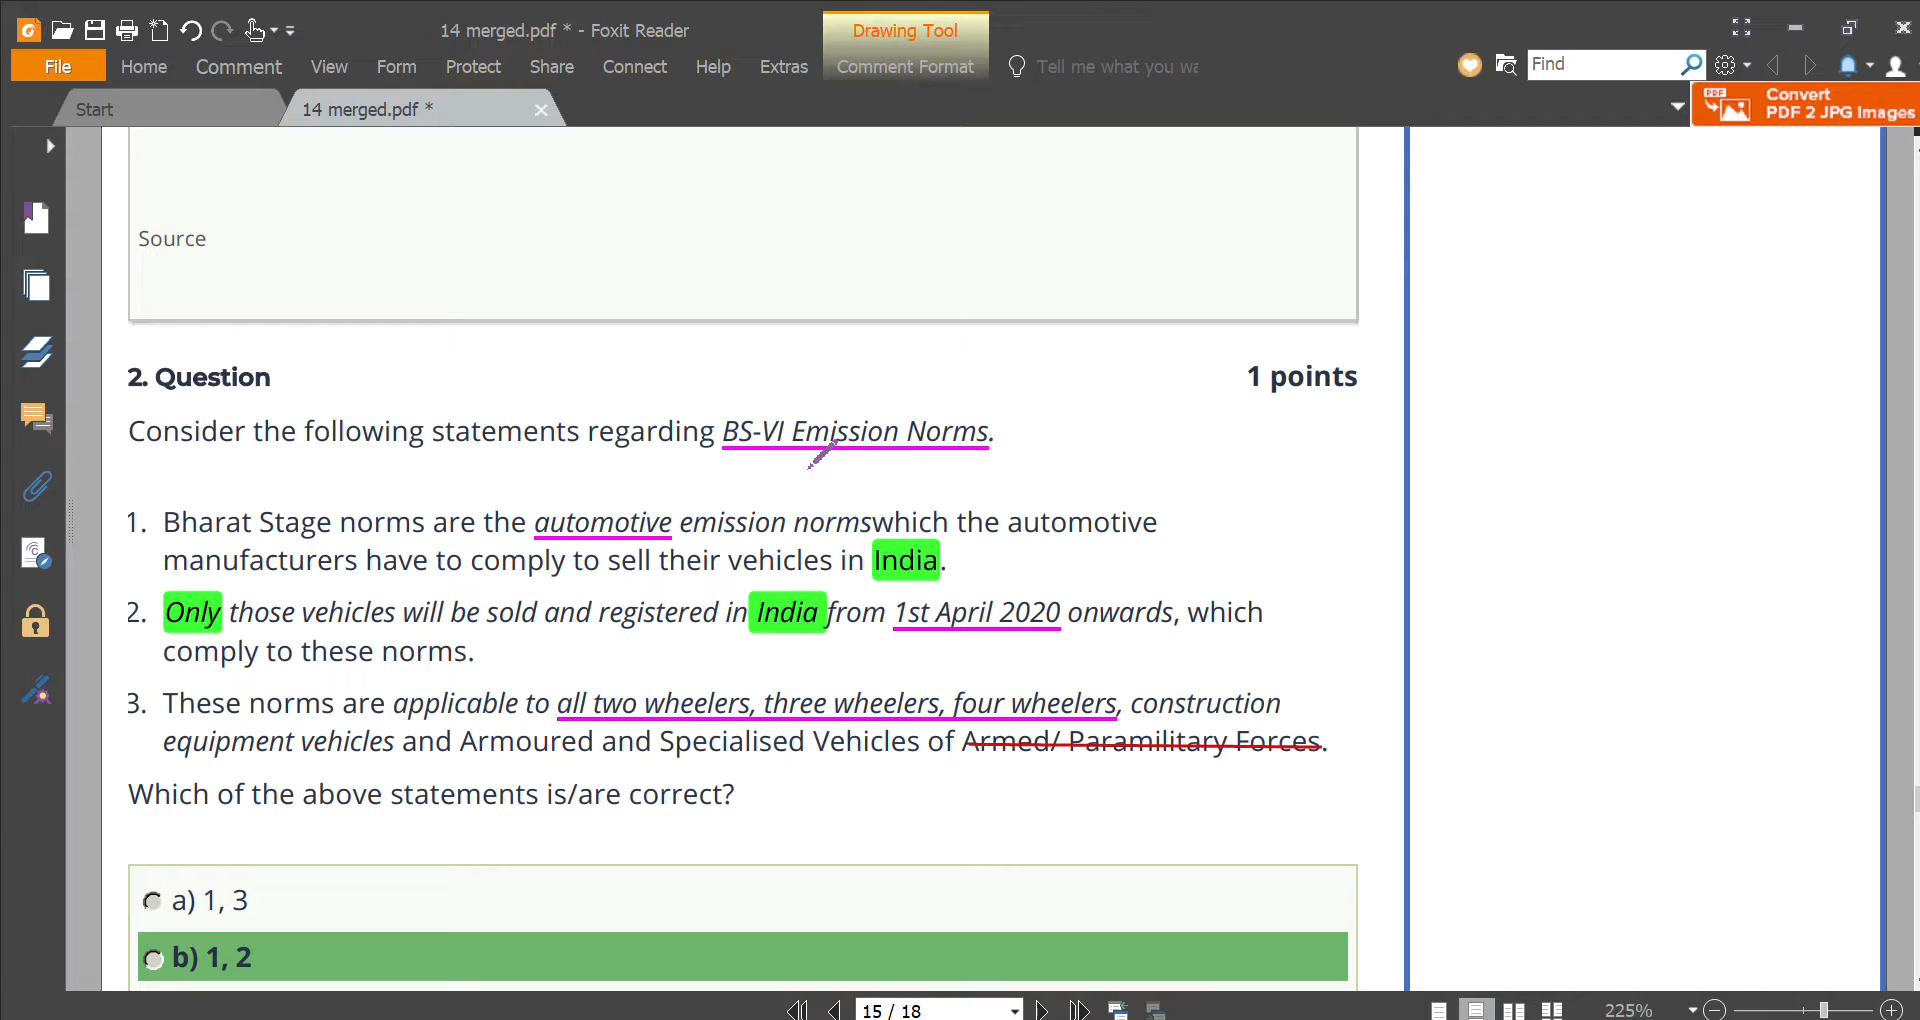 14 merged.pdf * - Foxit Reader
Drawing Tool
File
Home
Comment
View
Form
Protect
Share
Connect
Help
Extras
Comment Format
Tell me what you wa
Find
Start
14 merged.pdf *
PDF
Convert
PDF 2 JPG Images
Source
2. Question
1 points
Consider the following statements regarding BS-VI Emission Norms.
1. Bharat Stage norms are the automotive emission normswhich the automotive
manufacturers have to comply to sell their vehicles in India.
2. Only those vehicles will be sold and registered in India from 1st April 2020 onwards, which
comply to these norms.
3. These norms are applicable to all two wheelers, three wheelers, four wheelers, construction
equipment vehicles and Armoured and Specialised Vehicles of Armed/ Paramilitary Forces.
Which of the above statements is/are correct?
a) 1, 3
b) 1, 2
15 / 18
225%